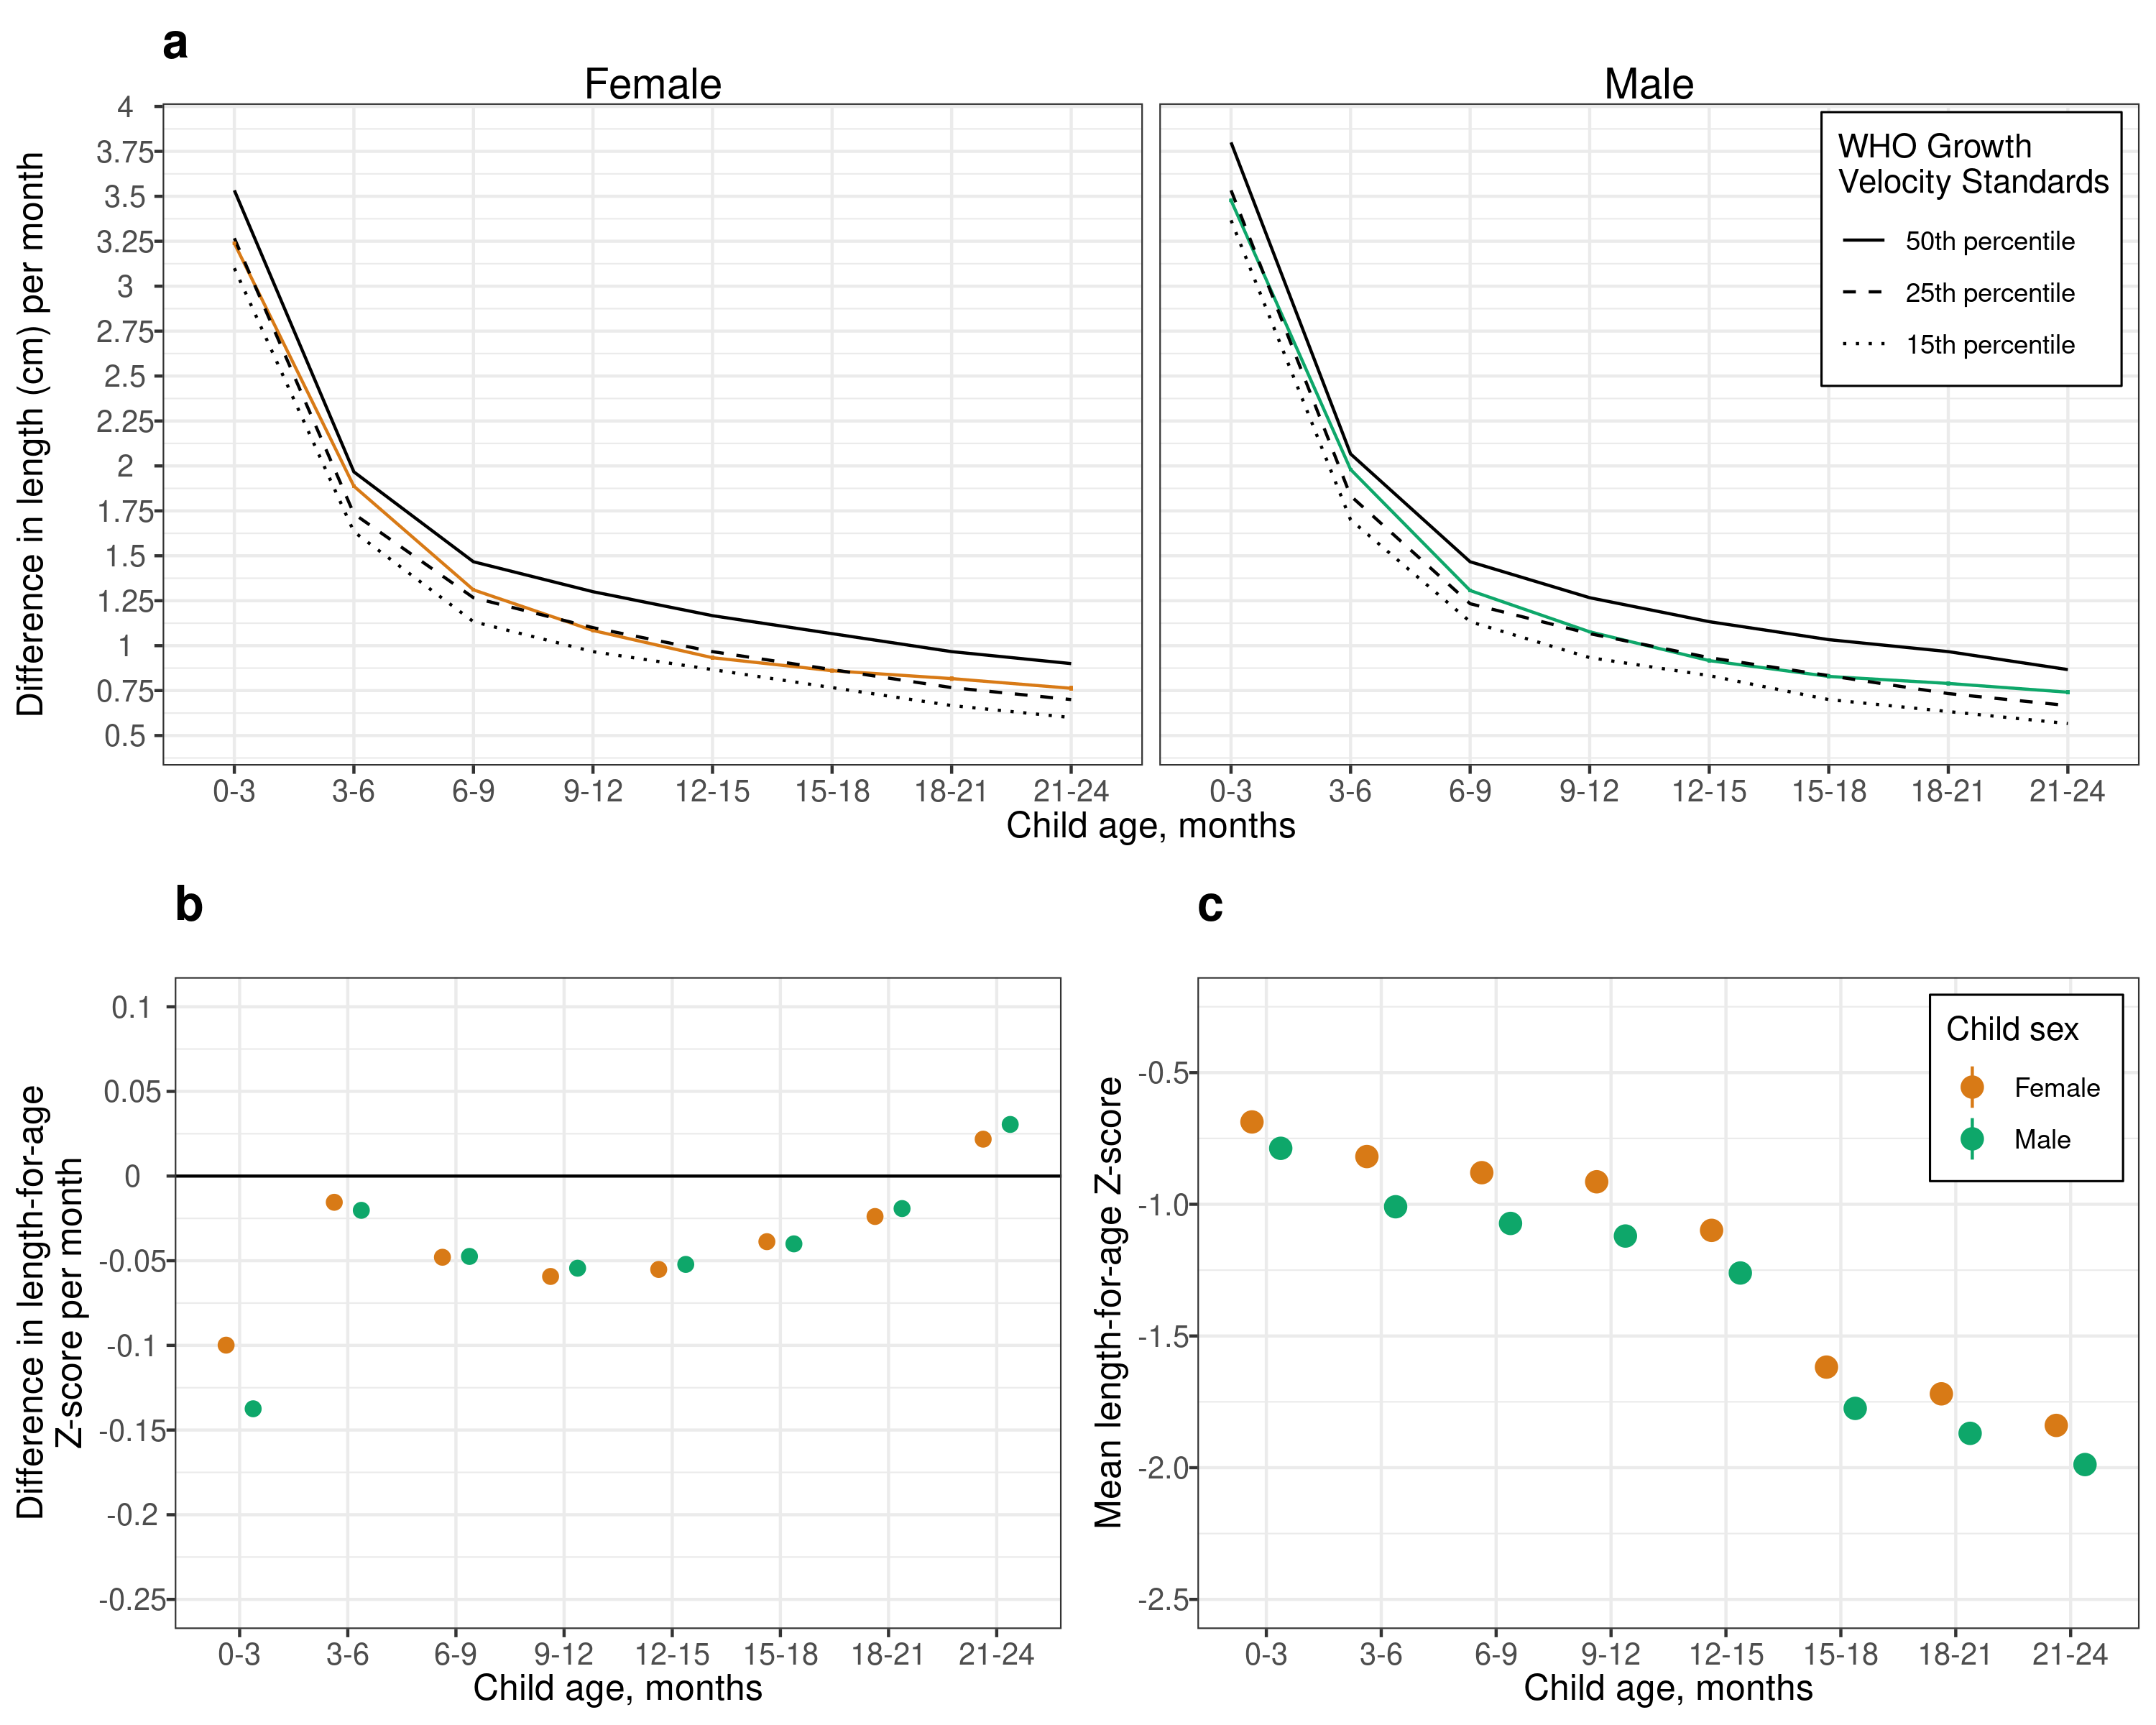 a
Female
Male
Difference in length (cm) per month
4
3.75
3.5
3.25
3
2.75
2.5
2.25
2
1.75
1.5
1.25
1
0.75
0.5
WHO Growth
Velocity Standards
50th percentile
25th percentile
15th percentile
0-3 3-6 6-9 9-12 12-15 15-18 18-21 21-24
0-3 3-6 6-9 9-12 12-15 15-18 18-21 21-24
Child age, months
b
Difference in length-for-age
Z-score per month
0.1
0.05
0
-0.05
-0.1
-0.15
-0.2
-0.25
0-3 3-6 6-9 9-12 12-15 15-18 18-21 21-24
Child age, months
c
Mean length-for-age Z-score
-0.5
-1.0
-1.5
-2.0
-2.5
Child sex
Female
Male
0-3 3-6 6-9 9-12 12-15 15-18 18-21 21-24
Child age, months